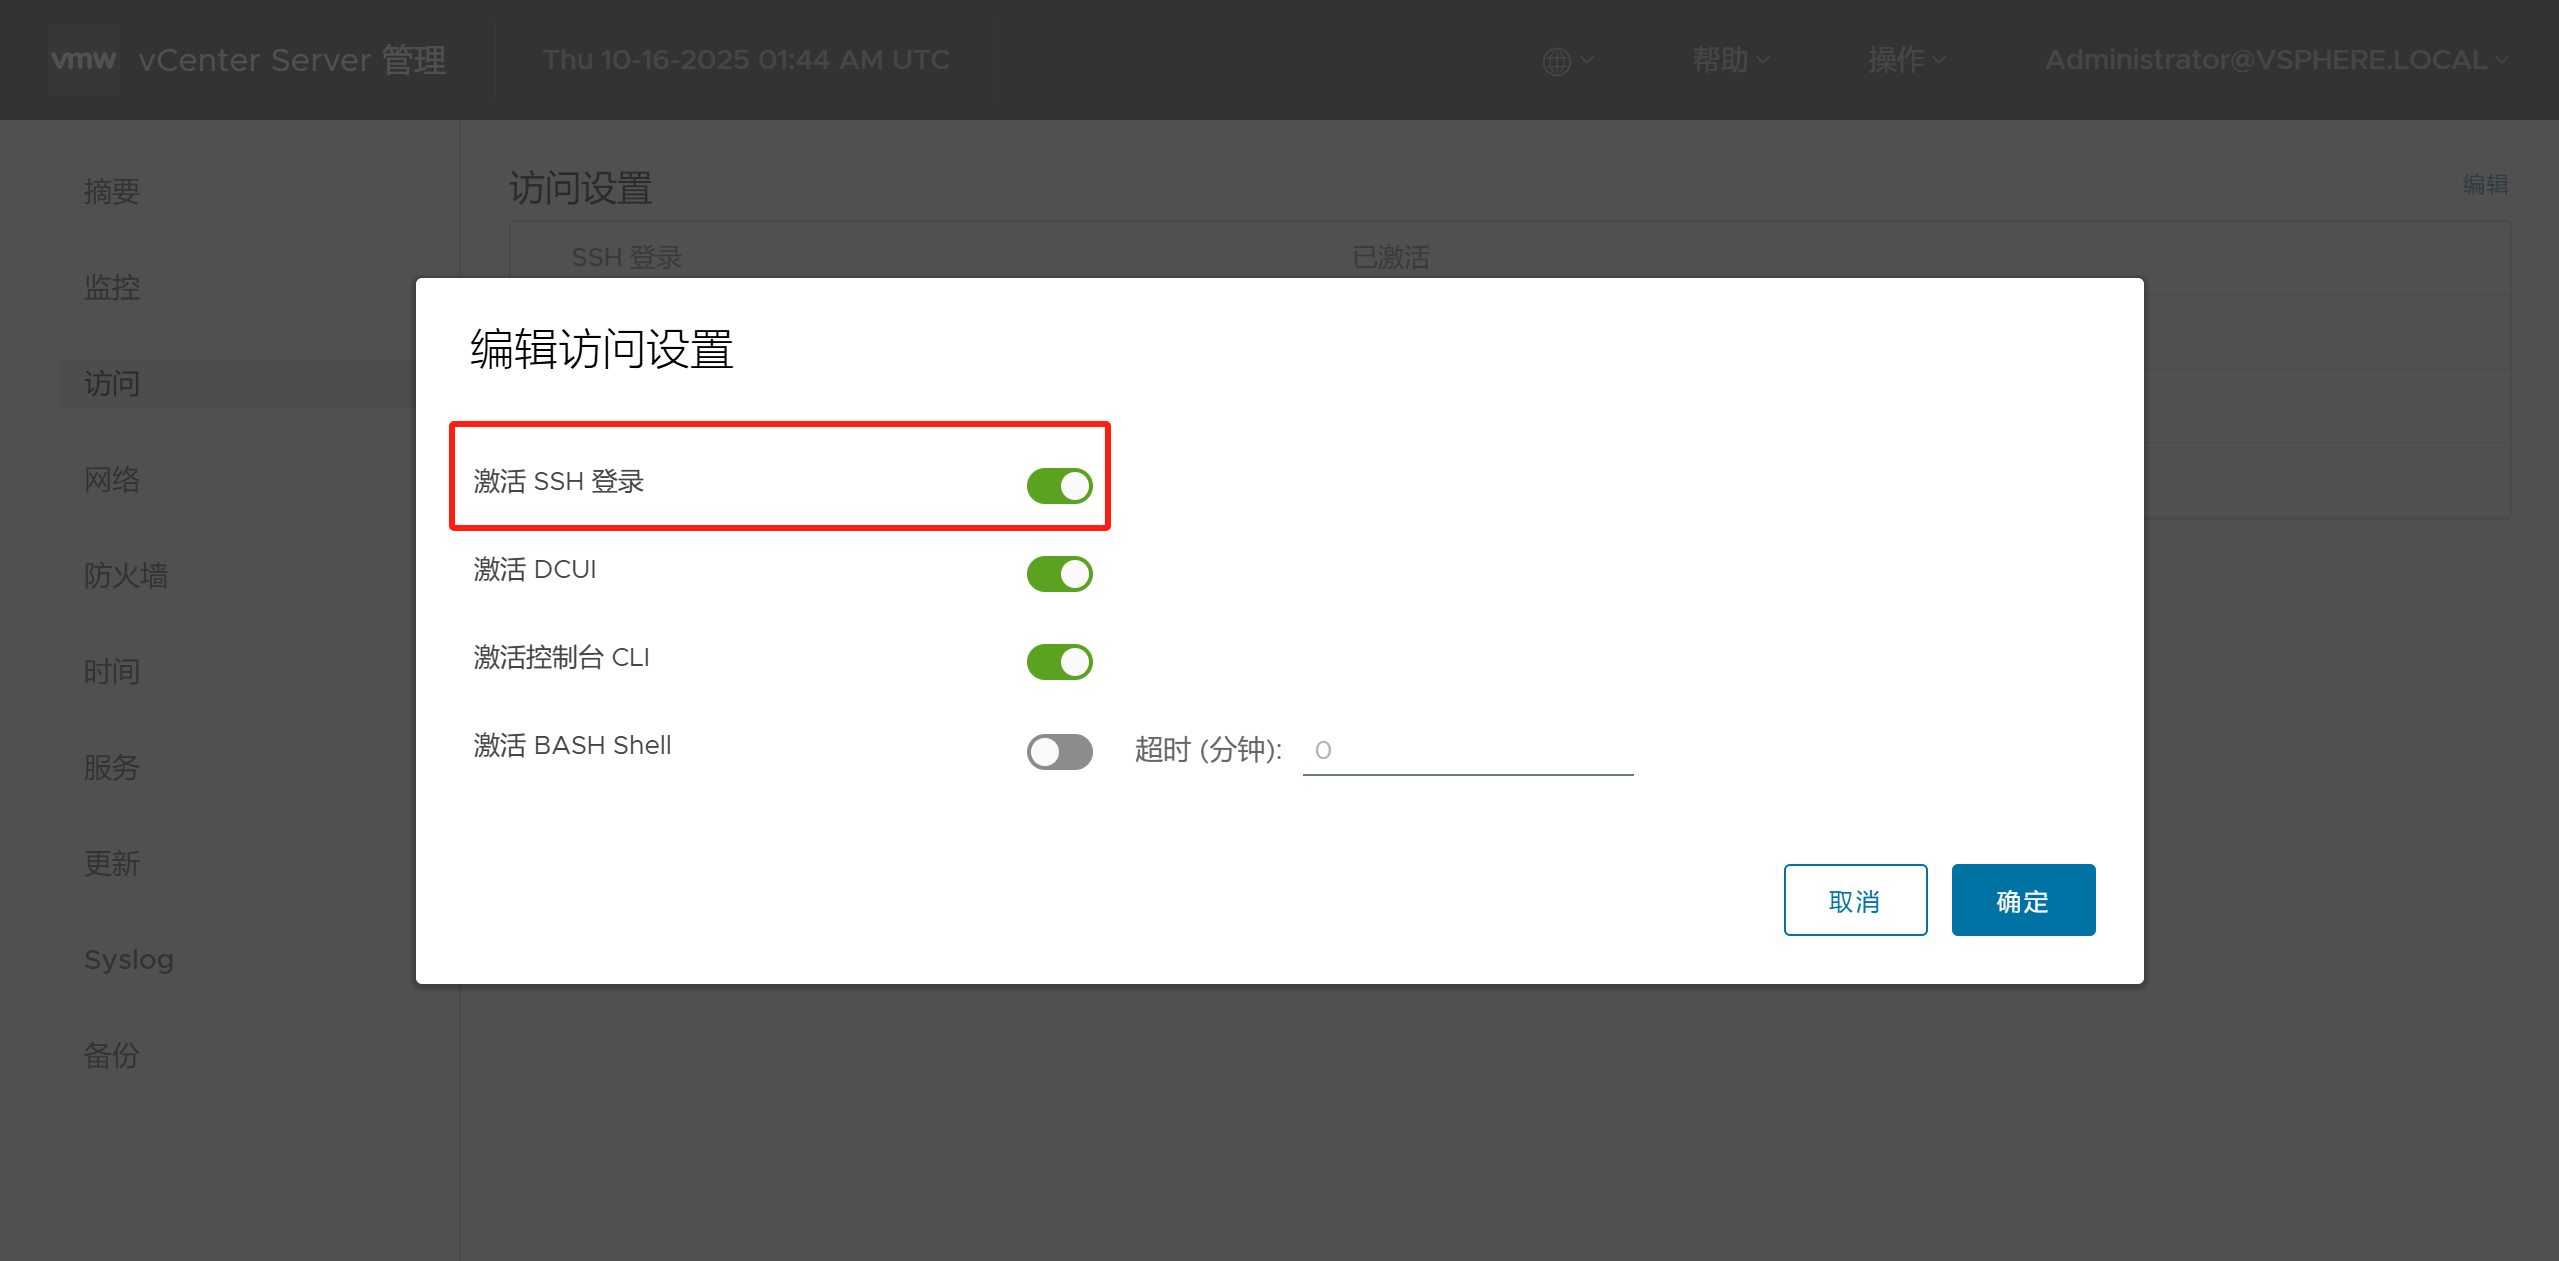 vmw vCenter Server 管理 Thu 10-16-2025 01:44 AM UTC 帮助 操作 Administrator@VSPHERE.LOCAL
摘要
监控
访问
网络
防火墙
时间
服务
更新
Syslog
备份
访问设置 编辑
SSH 登录 已激活
编辑访问设置
激活 SSH 登录
激活 DCUI
激活控制台 CLI
激活 BASH Shell 超时 (分钟): 0
取消 确定